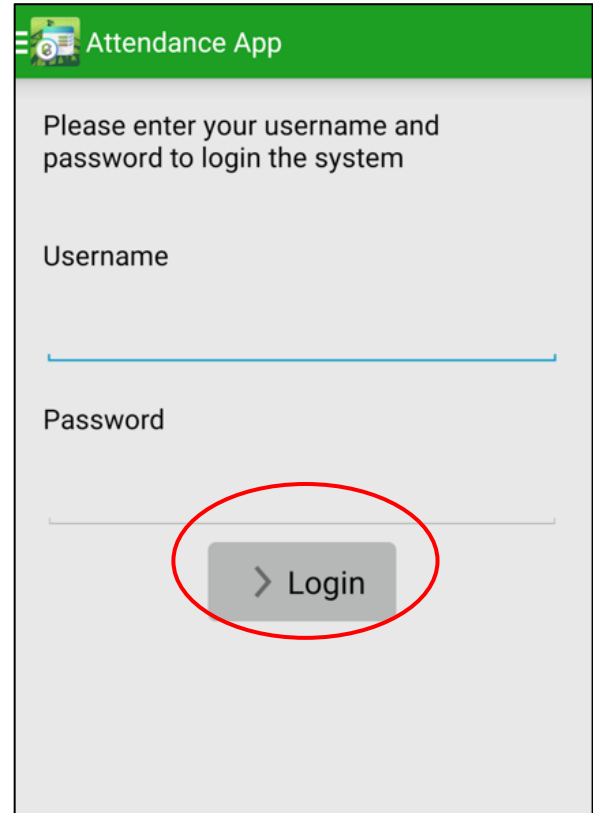 Attendance App
Please enter your username and
password to login the system
Username
Password
Login